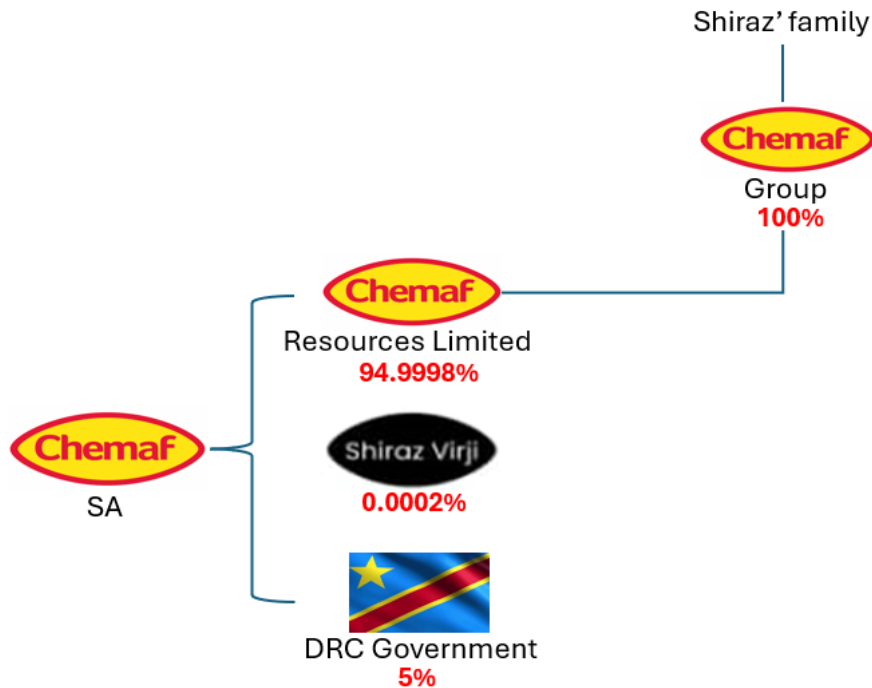 Shiraz’ family
Chemaf
Group
100%
Chemaf
Resources Limited
94.9998%
Chemaf
SA
Shiraz Virji
0.0002%
DRC Government
5%